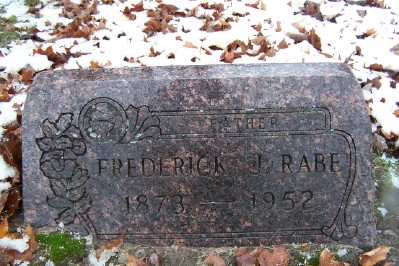 FATHER
FREDERICK J. RABE
1873 — 1952